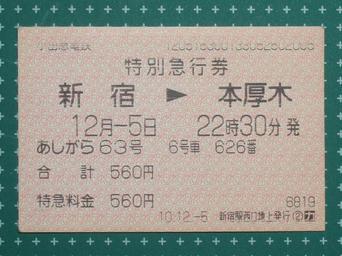 小田急電鉄
特別急行券
新宿 ▶ 本厚木
12月-5日 22時30分発
あしがら63号 6号車 626番
合 計 560円
特急料金 560円 6819
10.12.-5 新宿駅西口地上発行